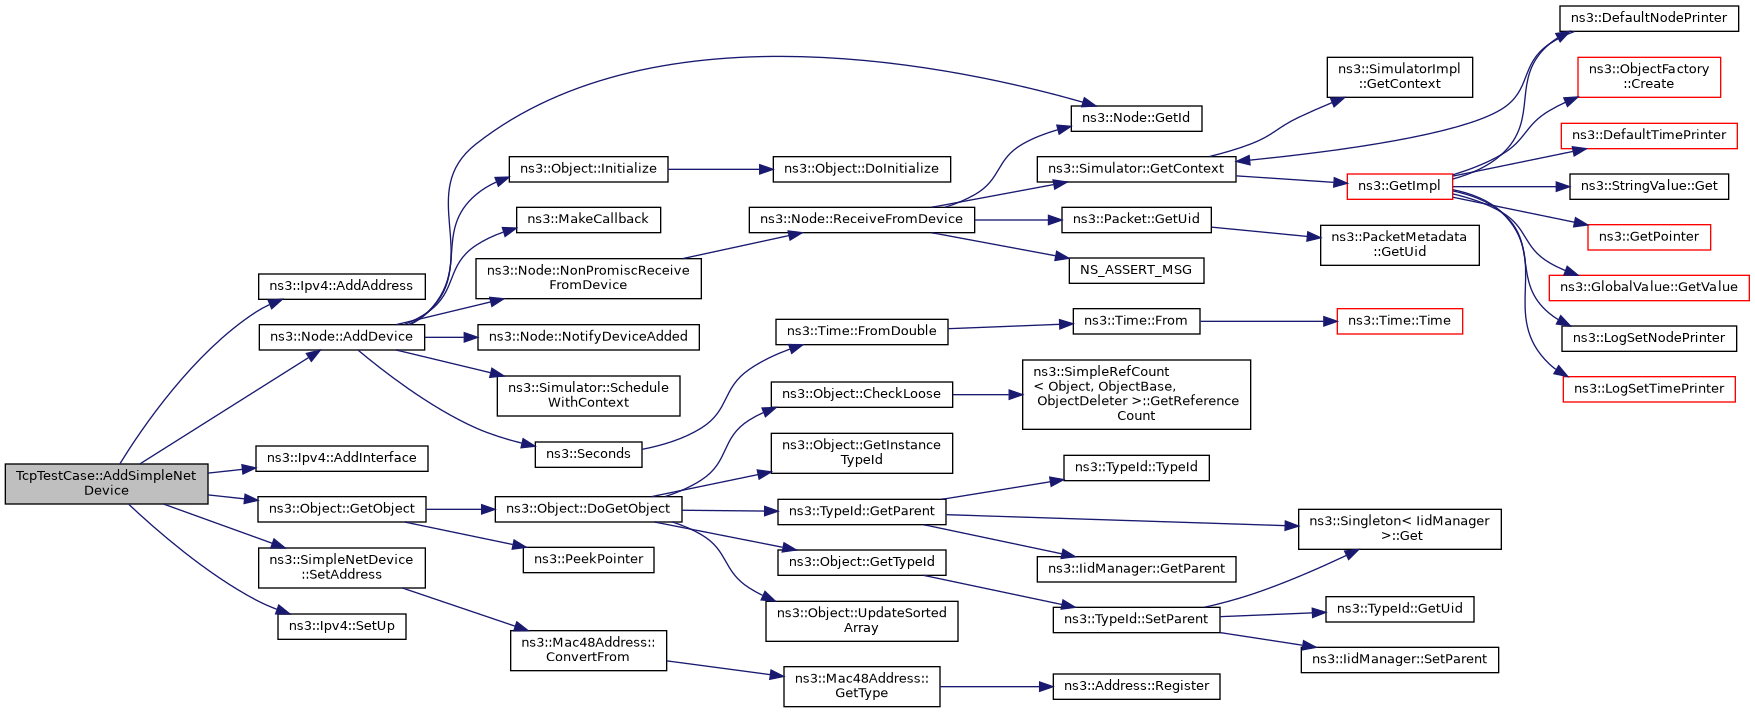 TcpTestCase::AddSimpleNet
Device
ns3::Ipv4::AddAddress
ns3::Node::AddDevice
ns3::Ipv4::AddInterface
ns3::Object::GetObject
ns3::SimpleNetDevice
::SetAddress
ns3::Ipv4::SetUp
ns3::Object::Initialize
ns3::MakeCallback
ns3::Node::NonPromiscReceive
FromDevice
ns3::Node::NotifyDeviceAdded
ns3::Simulator::Schedule
WithContext
ns3::Seconds
ns3::Object::DoGetObject
ns3::PeekPointer
ns3::Mac48Address::
ConvertFrom
ns3::Object::DoInitialize
ns3::Node::ReceiveFromDevice
ns3::Time::FromDouble
ns3::Object::CheckLoose
ns3::Object::GetInstance
TypeId
ns3::TypeId::GetParent
ns3::Object::GetTypeId
ns3::Object::UpdateSorted
Array
ns3::Mac48Address::
GetType
ns3::Node::GetId
ns3::Simulator::GetContext
ns3::Packet::GetUid
NS_ASSERT_MSG
ns3::Time::From
ns3::SimpleRefCount
< Object, ObjectBase,
ObjectDeleter >::GetReference
Count
ns3::TypeId::TypeId
ns3::IidManager::GetParent
ns3::TypeId::SetParent
ns3::Address::Register
ns3::SimulatorImpl
::GetContext
ns3::GetImpl
ns3::PacketMetadata
::GetUid
ns3::Time::Time
ns3::Singleton< IidManager
>::Get
ns3::TypeId::GetUid
ns3::IidManager::SetParent
ns3::DefaultNodePrinter
ns3::ObjectFactory
::Create
ns3::DefaultTimePrinter
ns3::StringValue::Get
ns3::GetPointer
ns3::GlobalValue::GetValue
ns3::LogSetNodePrinter
ns3::LogSetTimePrinter